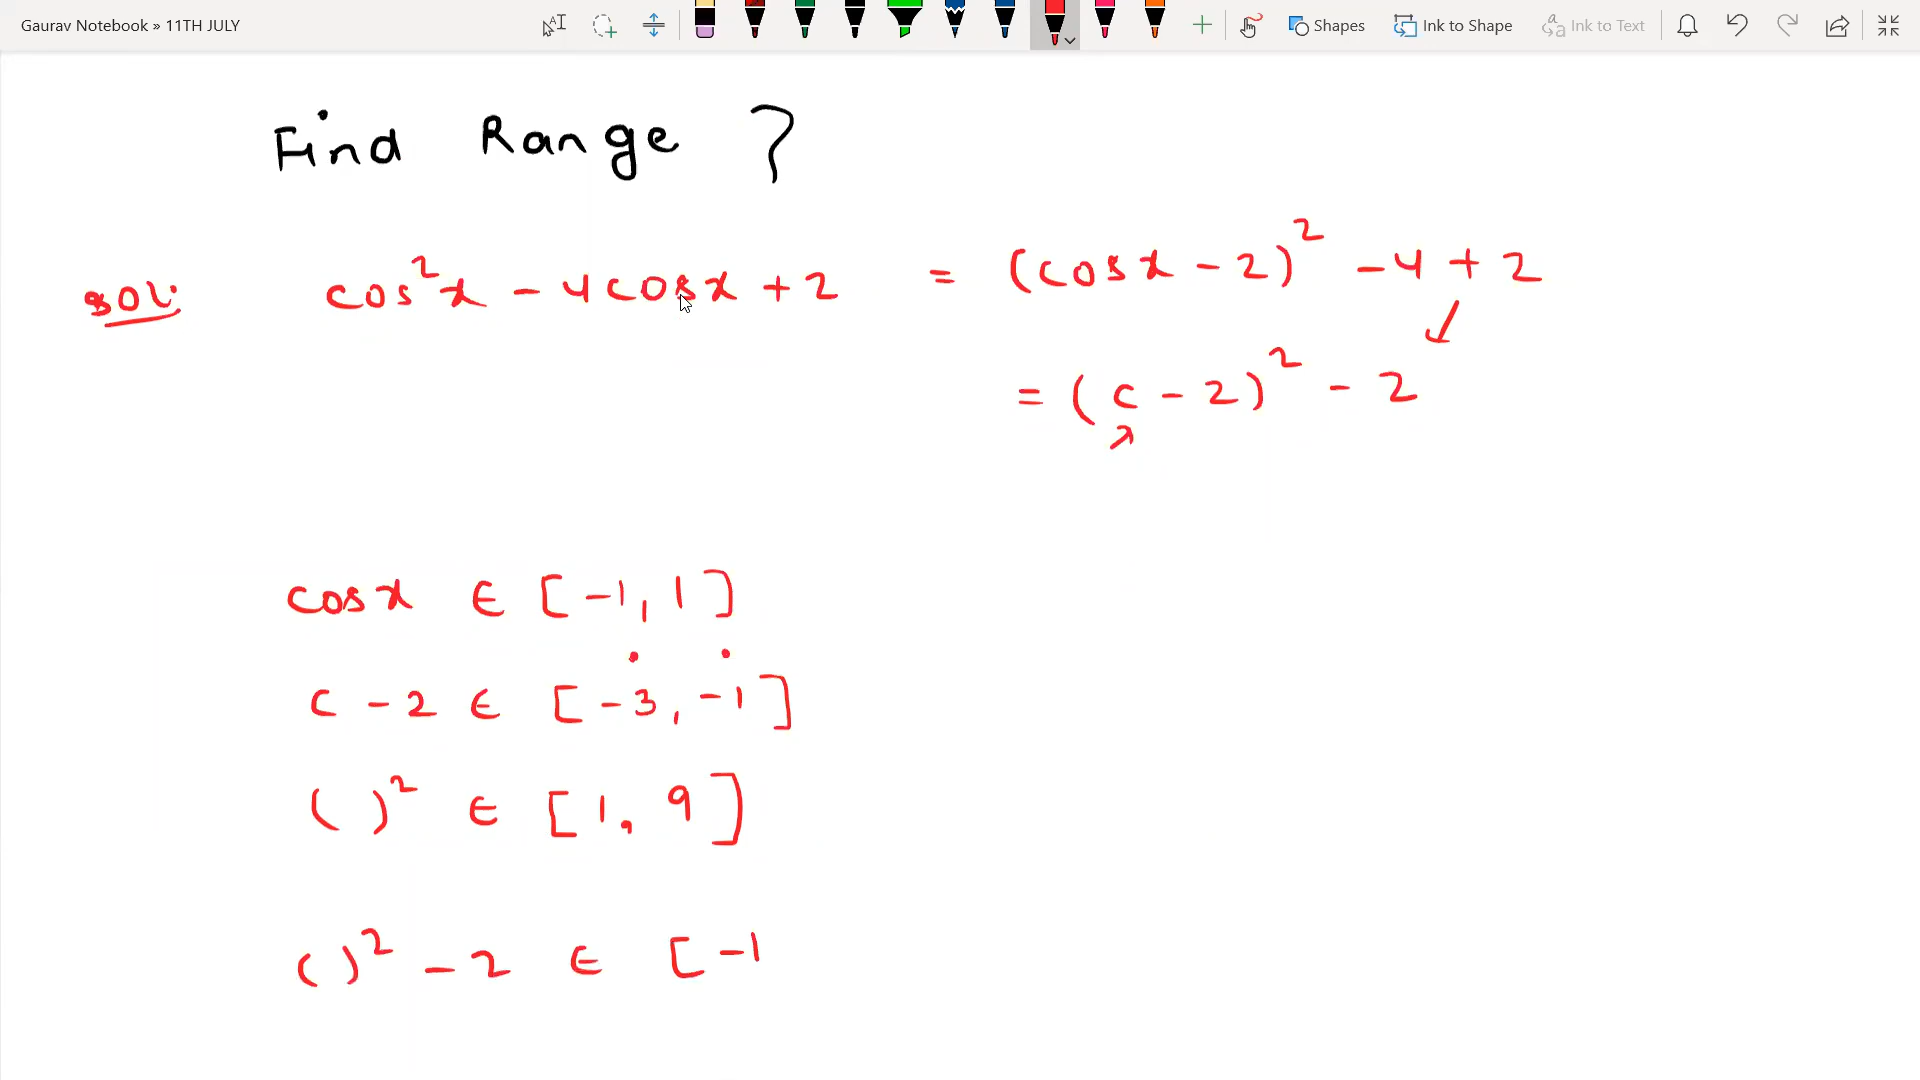 Gaurav Notebook » 11TH JULY
Shapes Ink to Shape Ink to Text
Find Range ?
SOL: cos²x - 4cosx + 2 = (cosx - 2)² - 4 + 2
= (c - 2)² - 2
cosx ∈ [-1, 1]
c - 2 ∈ [-3, -1]
( )² ∈ [1, 9]
( )² - 2 ∈ [-1